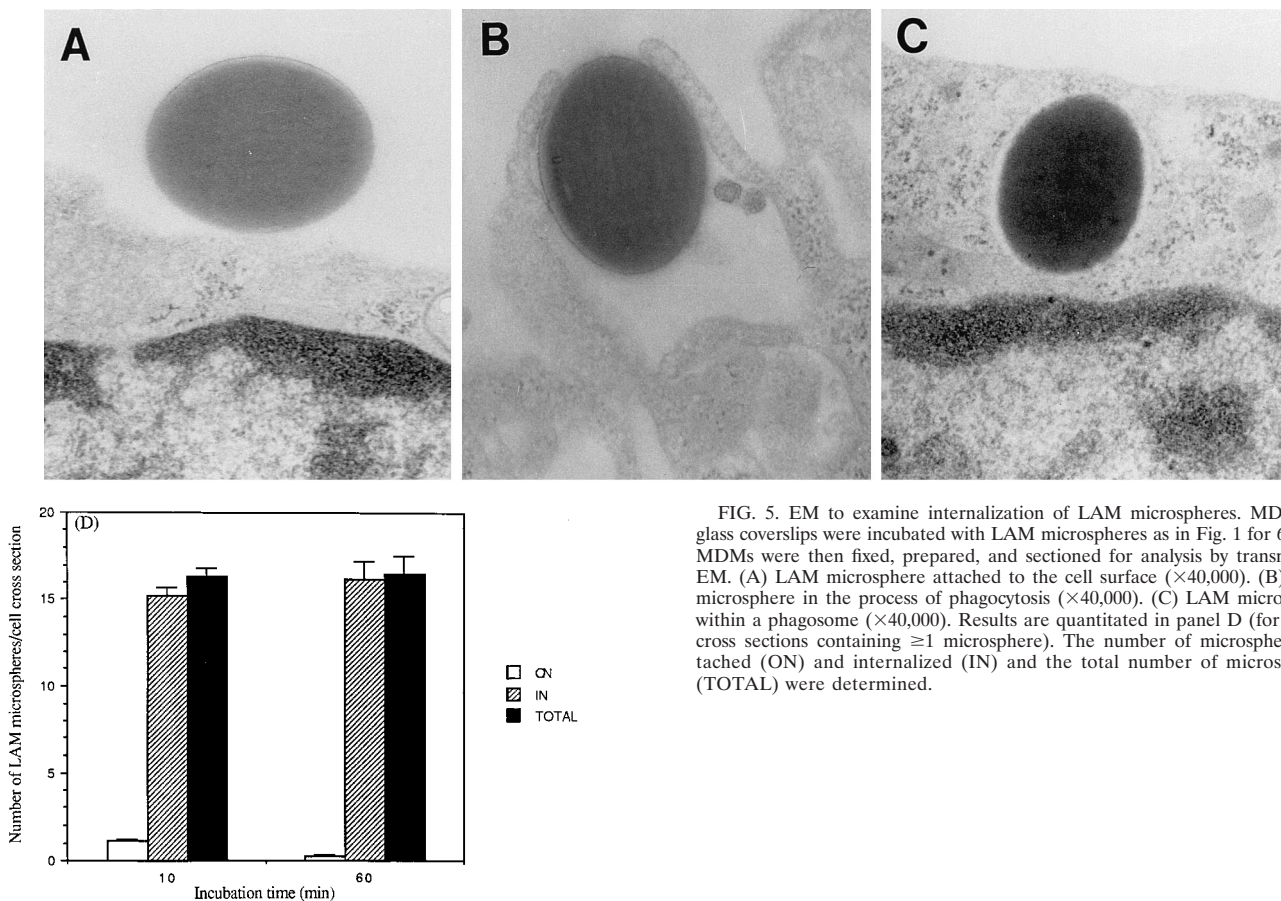 A
B
C
(D)
Number of LAM microspheres/cell cross section
20
15
10
5
0
10
60
Incubation time (min)
ON
IN
TOTAL
FIG. 5. EM to examine internalization of LAM microspheres. MD
glass coverslips were incubated with LAM microspheres as in Fig. 1 for 6
MDMs were then fixed, prepared, and sectioned for analysis by transm
EM. (A) LAM microsphere attached to the cell surface (×40,000). (B)
microsphere in the process of phagocytosis (×40,000). (C) LAM micro
within a phagosome (×40,000). Results are quantitated in panel D (for
cross sections containing ≥1 microsphere). The number of microsphe
tached (ON) and internalized (IN) and the total number of micros
(TOTAL) were determined.